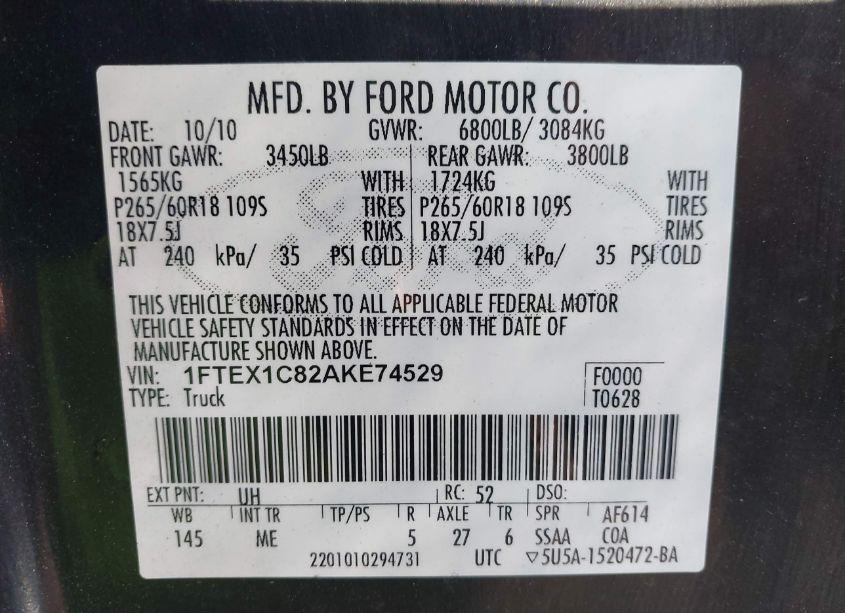 MFD. BY FORD MOTOR CO.
DATE: 10/10 GVWR: 6800LB/ 3084KG
FRONT GAWR: 3450LB REAR GAWR: 3800LB
1565KG WITH 1724KG WITH
P265/60R18 109S TIRES P265/60R18 109S TIRES
18X7.5J RIMS 18X7.5J RIMS
AT 240 kPa/ 35 PSI COLD AT 240 kPa/ 35 PSI COLD
THIS VEHICLE CONFORMS TO ALL APPLICABLE FEDERAL MOTOR
VEHICLE SAFETY STANDARDS IN EFFECT ON THE DATE OF
MANUFACTURE SHOWN ABOVE.
VIN: 1FTEX1C82AKE74529 F0000
TYPE: Truck T0628
EXT PNT: UH RC: 52 DSO:
WB INT TR TP/PS R AXLE TR SPR AF614
145 ME 5 27 6 SSAA COA
2201010294731 UTC ▽5U5A-1520472-BA